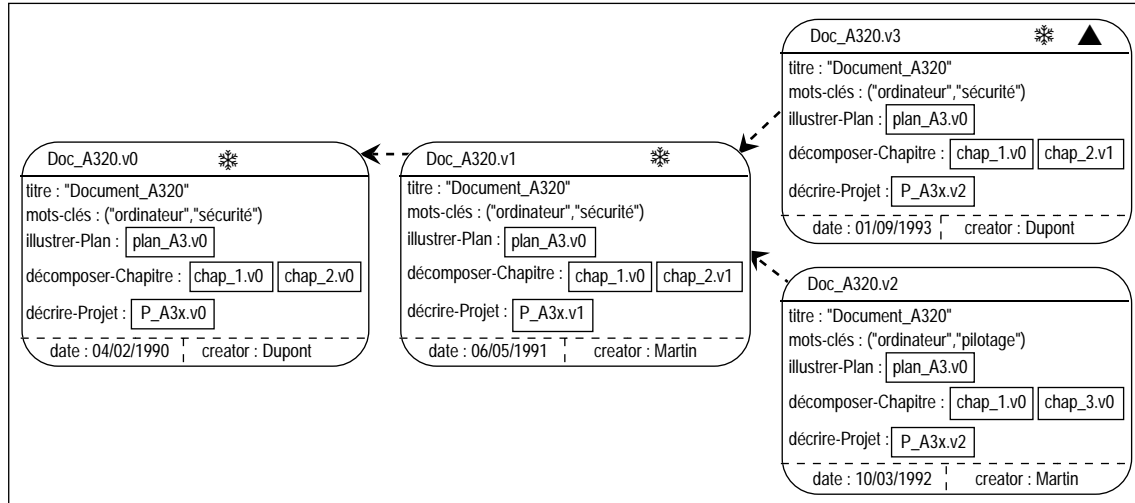 Doc_A320.v0
titre : "Document_A320"
mots-clés : ("ordinateur","sécurité")
illustrer-Plan : plan_A3.v0
décomposer-Chapitre : chap_1.v0 chap_2.v0
décrire-Projet : P_A3x.v0
date : 04/02/1990 creator : Dupont
Doc_A320.v1
titre : "Document_A320"
mots-clés : ("ordinateur","sécurité")
illustrer-Plan : plan_A3.v0
décomposer-Chapitre : chap_1.v0 chap_2.v1
décrire-Projet : P_A3x.v1
date : 06/05/1991 creator : Martin
Doc_A320.v3
titre : "Document_A320"
mots-clés : ("ordinateur","sécurité")
illustrer-Plan : plan_A3.v0
décomposer-Chapitre : chap_1.v0 chap_2.v1
décrire-Projet : P_A3x.v2
date : 01/09/1993 creator : Dupont
Doc_A320.v2
titre : "Document_A320"
mots-clés : ("ordinateur","pilotage")
illustrer-Plan : plan_A3.v0
décomposer-Chapitre : chap_1.v0 chap_3.v0
décrire-Projet : P_A3x.v2
date : 10/03/1992 creator : Martin